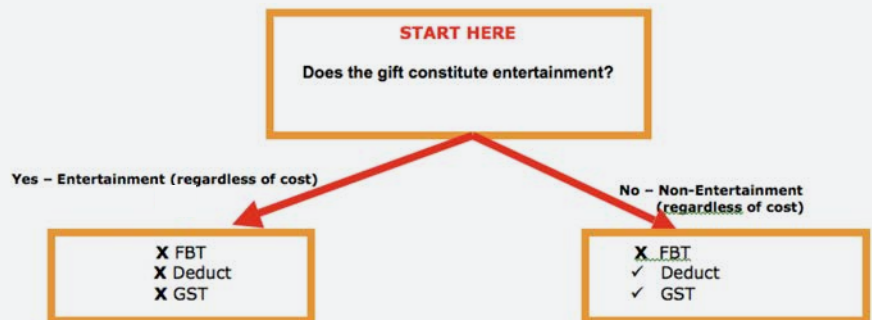 START HERE
Does the gift constitute entertainment?
Yes – Entertainment (regardless of cost)
No – Non-Entertainment
(regardless of cost)
X FBT
X Deduct
X GST
X FBT
✓ Deduct
✓ GST